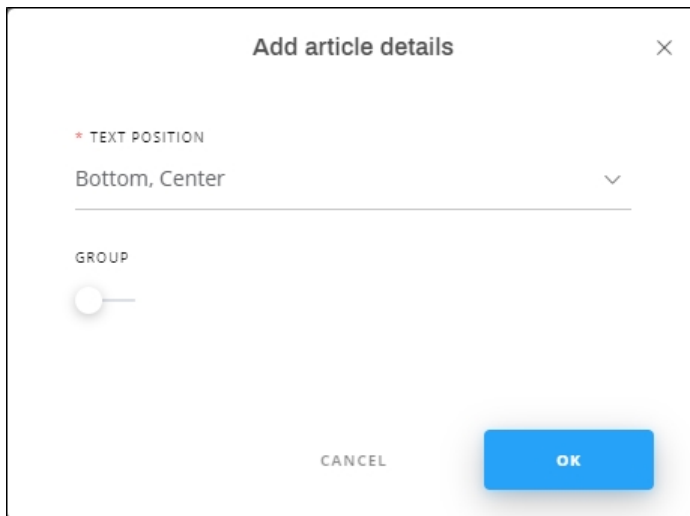 Add article details
* TEXT POSITION
Bottom, Center
GROUP
CANCEL
OK